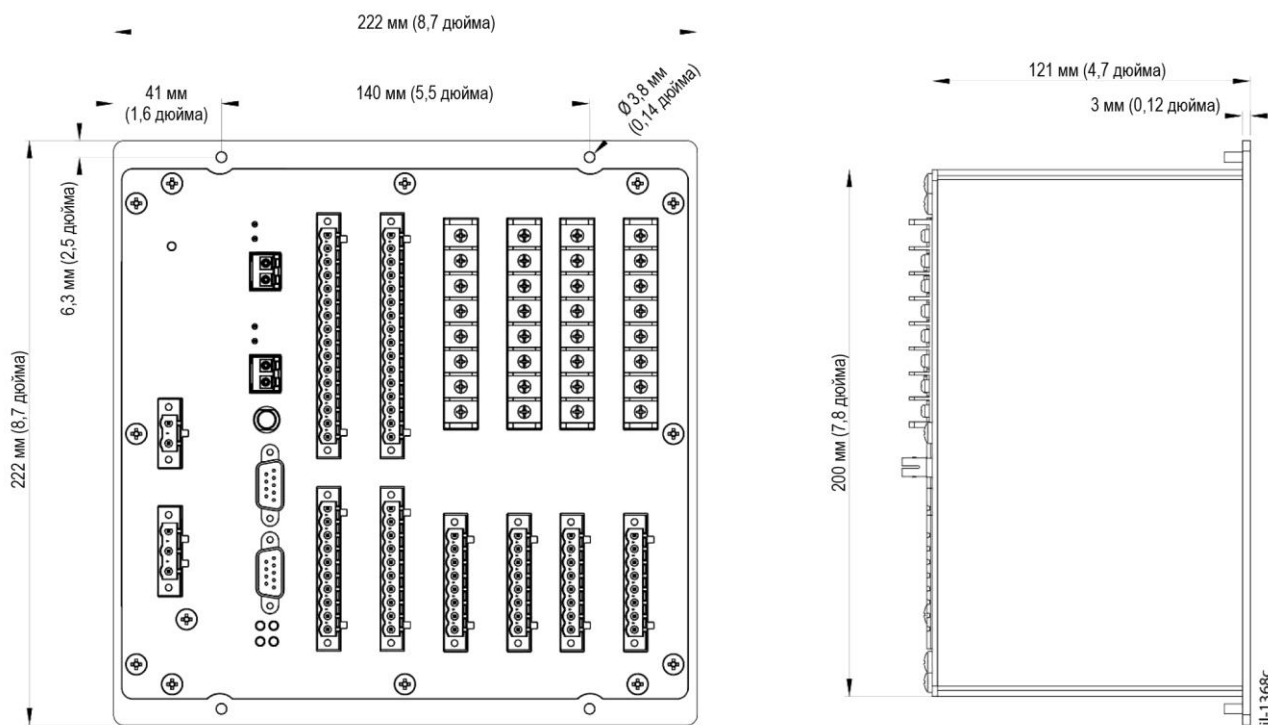 222 мм (8,7 дюйма)
41 мм
(1,6 дюйма)
140 мм (5,5 дюйма)
Ø 3,8 мм
(0,14 дюйма)
6,3 мм (2,5 дюйма)
222 мм (8,7 дюйма)
121 мм (4,7 дюйма)
3 мм (0,12 дюйма)
200 мм (7,8 дюйма)
sil-1368c